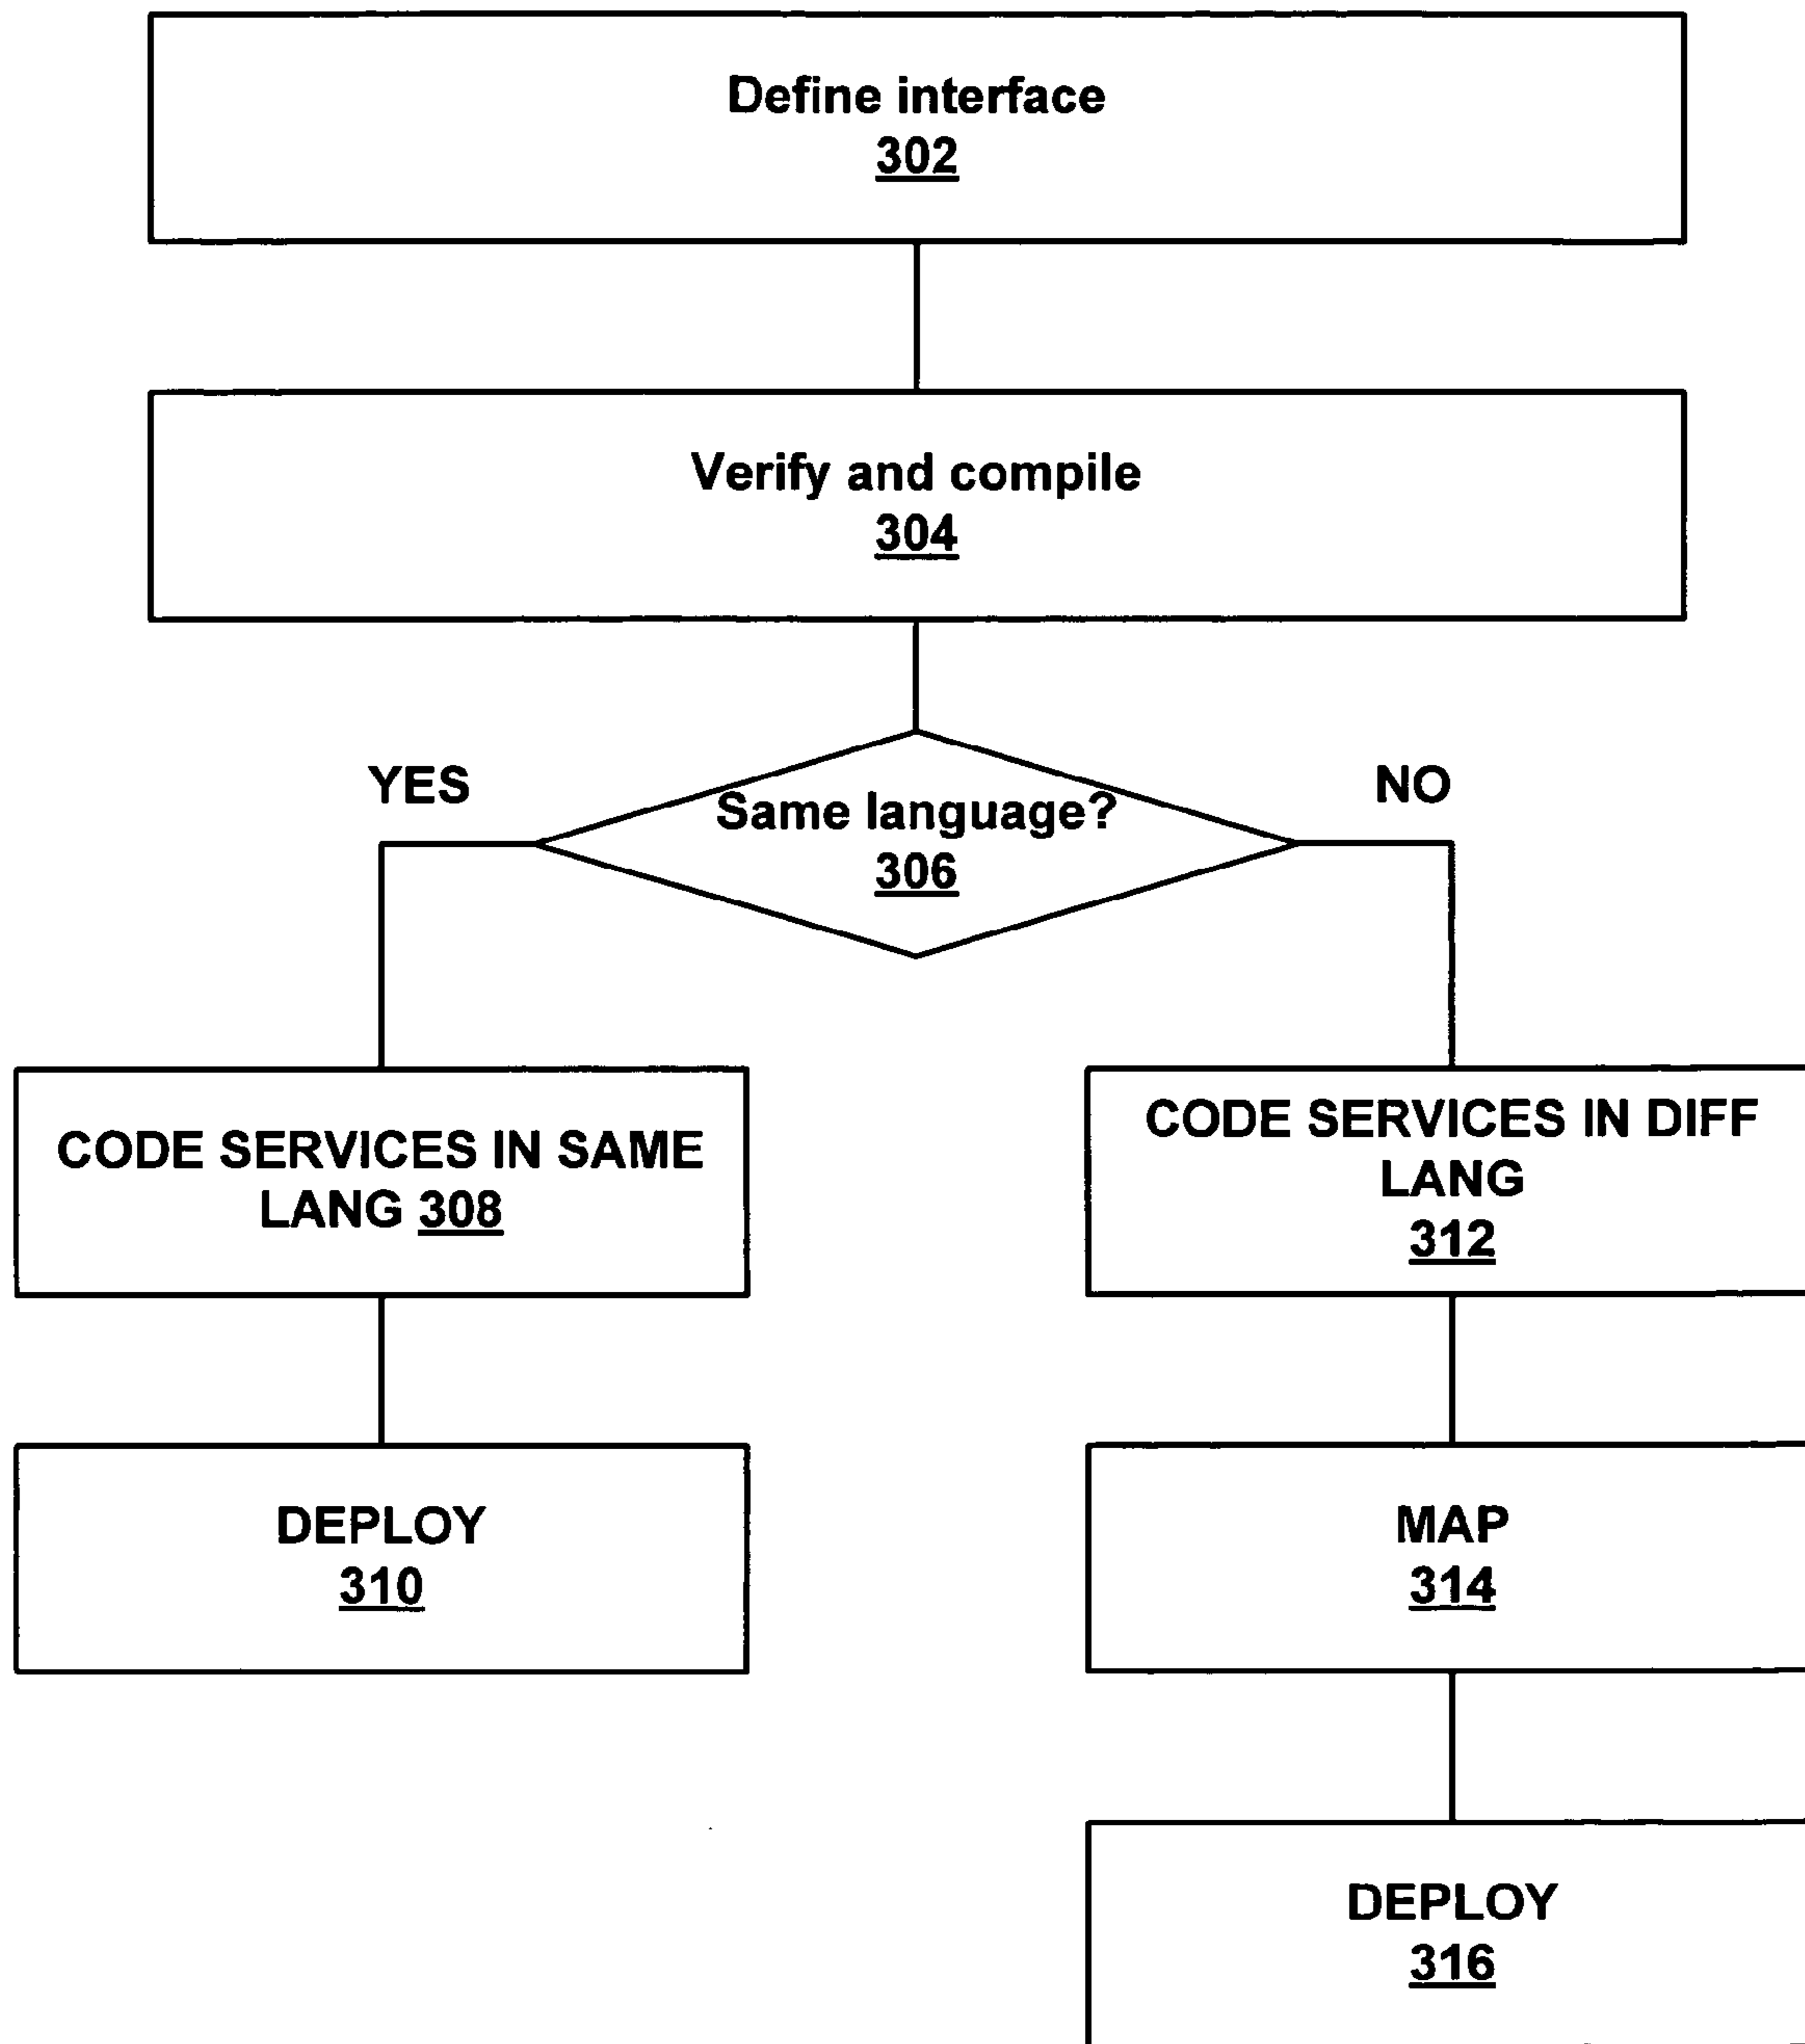 Define interface
302
Verify and compile
304
YES
NO
Same language?
306
CODE SERVICES IN SAME
LANG 308
CODE SERVICES IN DIFF
LANG
312
DEPLOY
310
MAP
314
DEPLOY
316